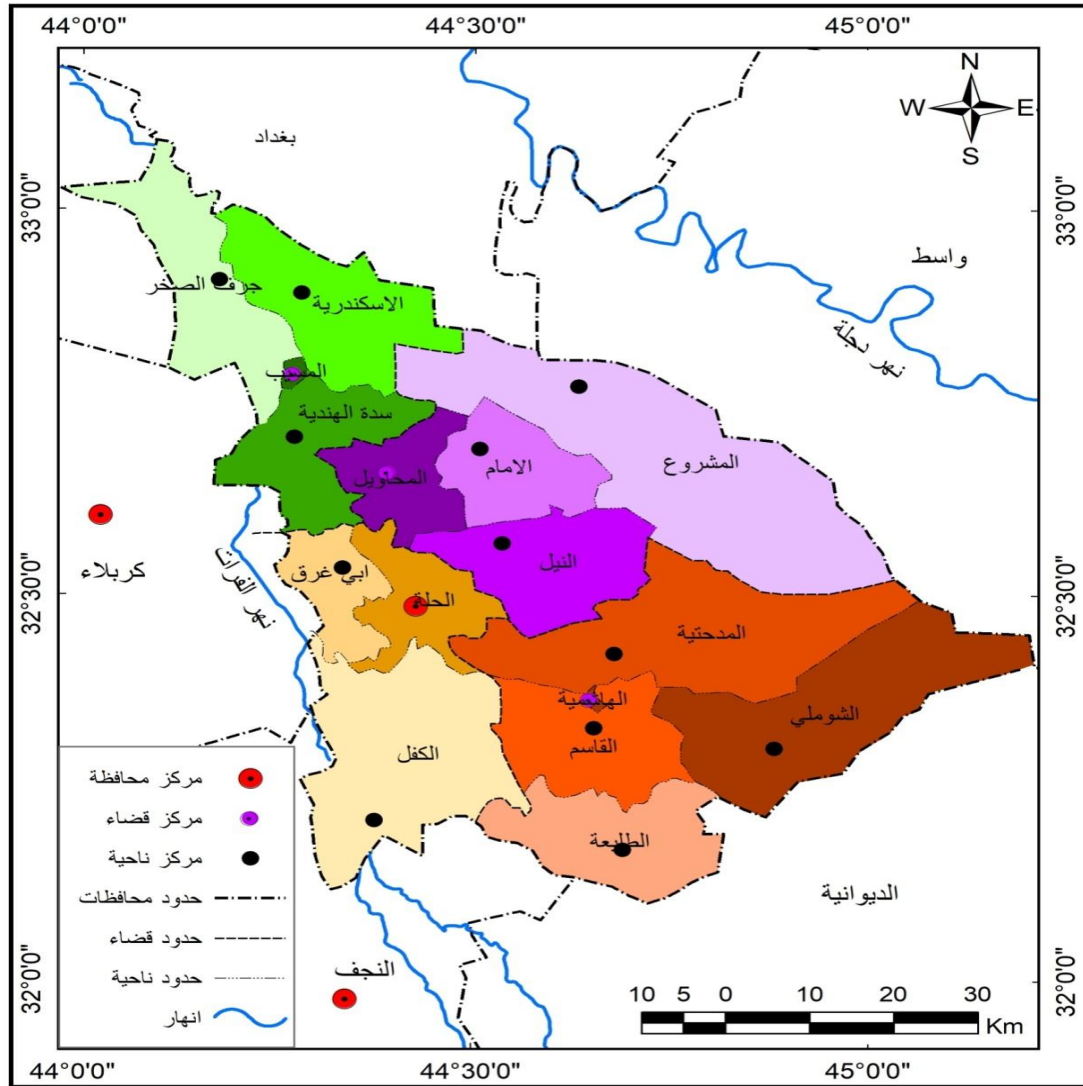 44°0'0"
44°30'0"
45°0'0"
N
W
E
S
بغداد
33°0'0"
33°0'0"
واسط
جرف الصخر
الاسكندرية
نهر دجلة
المسيب
سدة الهندية
المشروع
الامام
المحاويل
كربلاء
نهر الفرات
ابي غرق
النيل
الحلة
32°30'0"
32°30'0"
المدحتية
الهاشمية
الشوملي
القاسم
الكفل
الطليعة
الديوانية
النجف
مركز محافظة
مركز قضاء
مركز ناحية
حدود محافظات
حدود قضاء
حدود ناحية
انهار
32°0'0"
32°0'0"
10 5 0 10 20 30
Km
44°0'0"
44°30'0"
45°0'0"